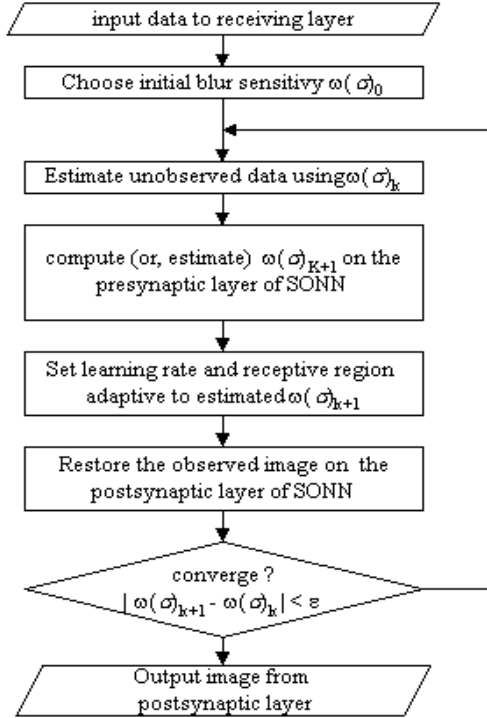 input data to receiving layer
Choose initial blur sensitivy ω(σ)₀
Estimate unobserved data using ω(σ)ₖ
compute (or, estimate) ω(σ)K+1 on the
presynaptic layer of SONN
Set learning rate and receptive region
adaptive to estimated ω(σ)k+1
Restore the observed image on the
postsynaptic layer of SONN
converge ?
| ω(σ)k+1 - ω(σ)k | < ε
Output image from
postsynaptic layer